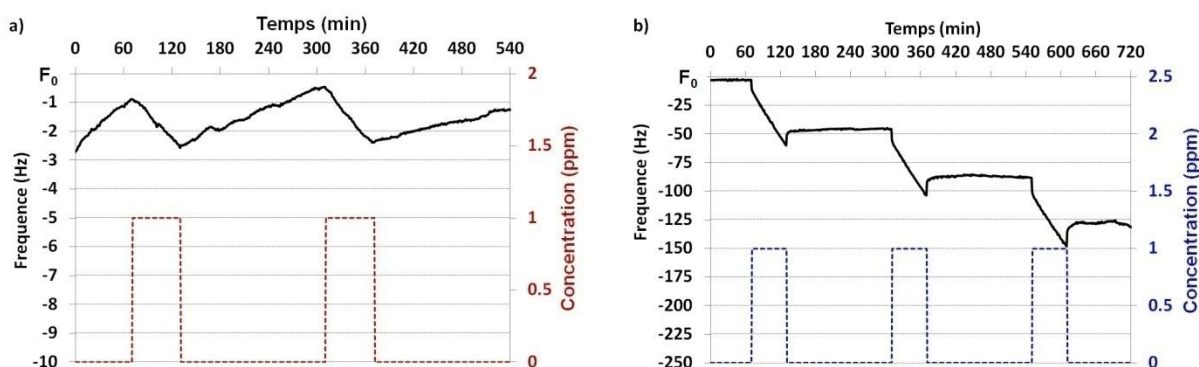 a)
Temps (min)
0 60 120 180 240 300 360 420 480 540
F0
-1
-2
-3
-4
-5
-6
-7
-8
-9
-10
Frequence (Hz)
2
1.5
1
0.5
0
Concentration (ppm)
b)
Temps (min)
0 60 120 180 240 300 360 420 480 540 600 660 720
F0
-25
-50
-75
-100
-125
-150
-175
-200
-225
-250
Frequence (Hz)
2.5
2
1.5
1
0.5
0
Concentration (ppm)